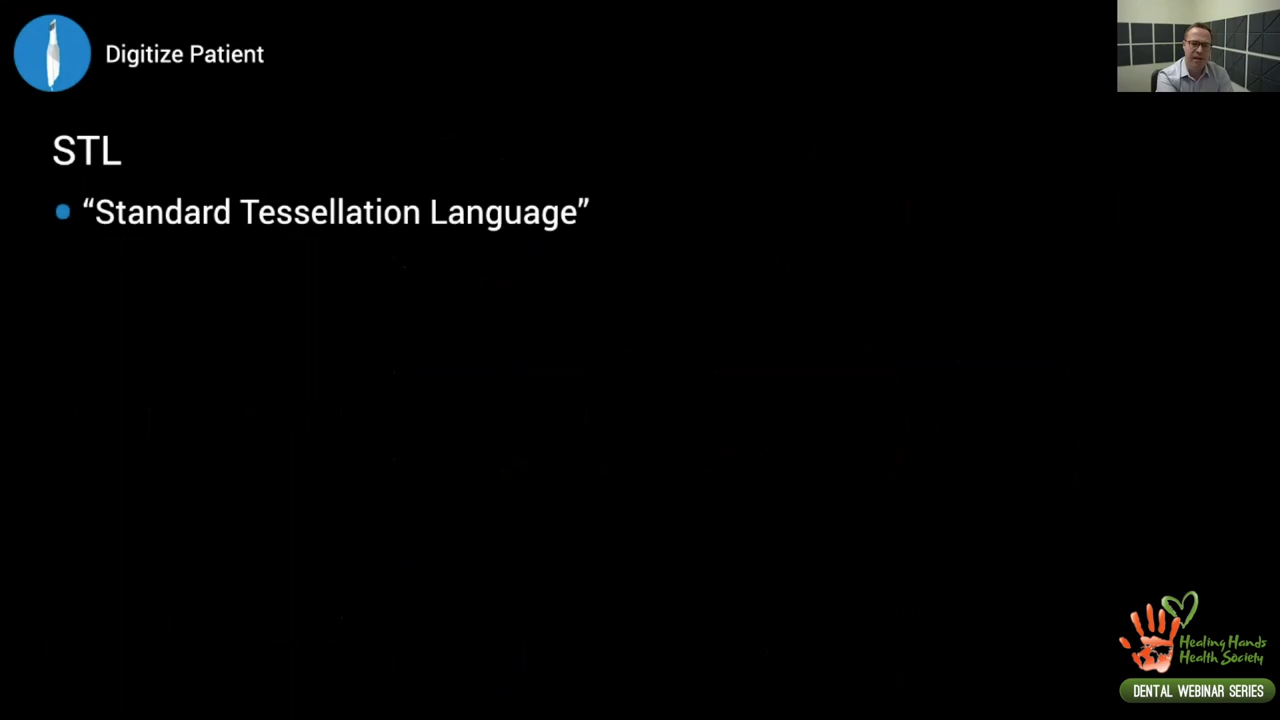 Digitize Patient
STL
“Standard Tessellation Language”
Healing Hands
Health Society
DENTAL WEBINAR SERIES